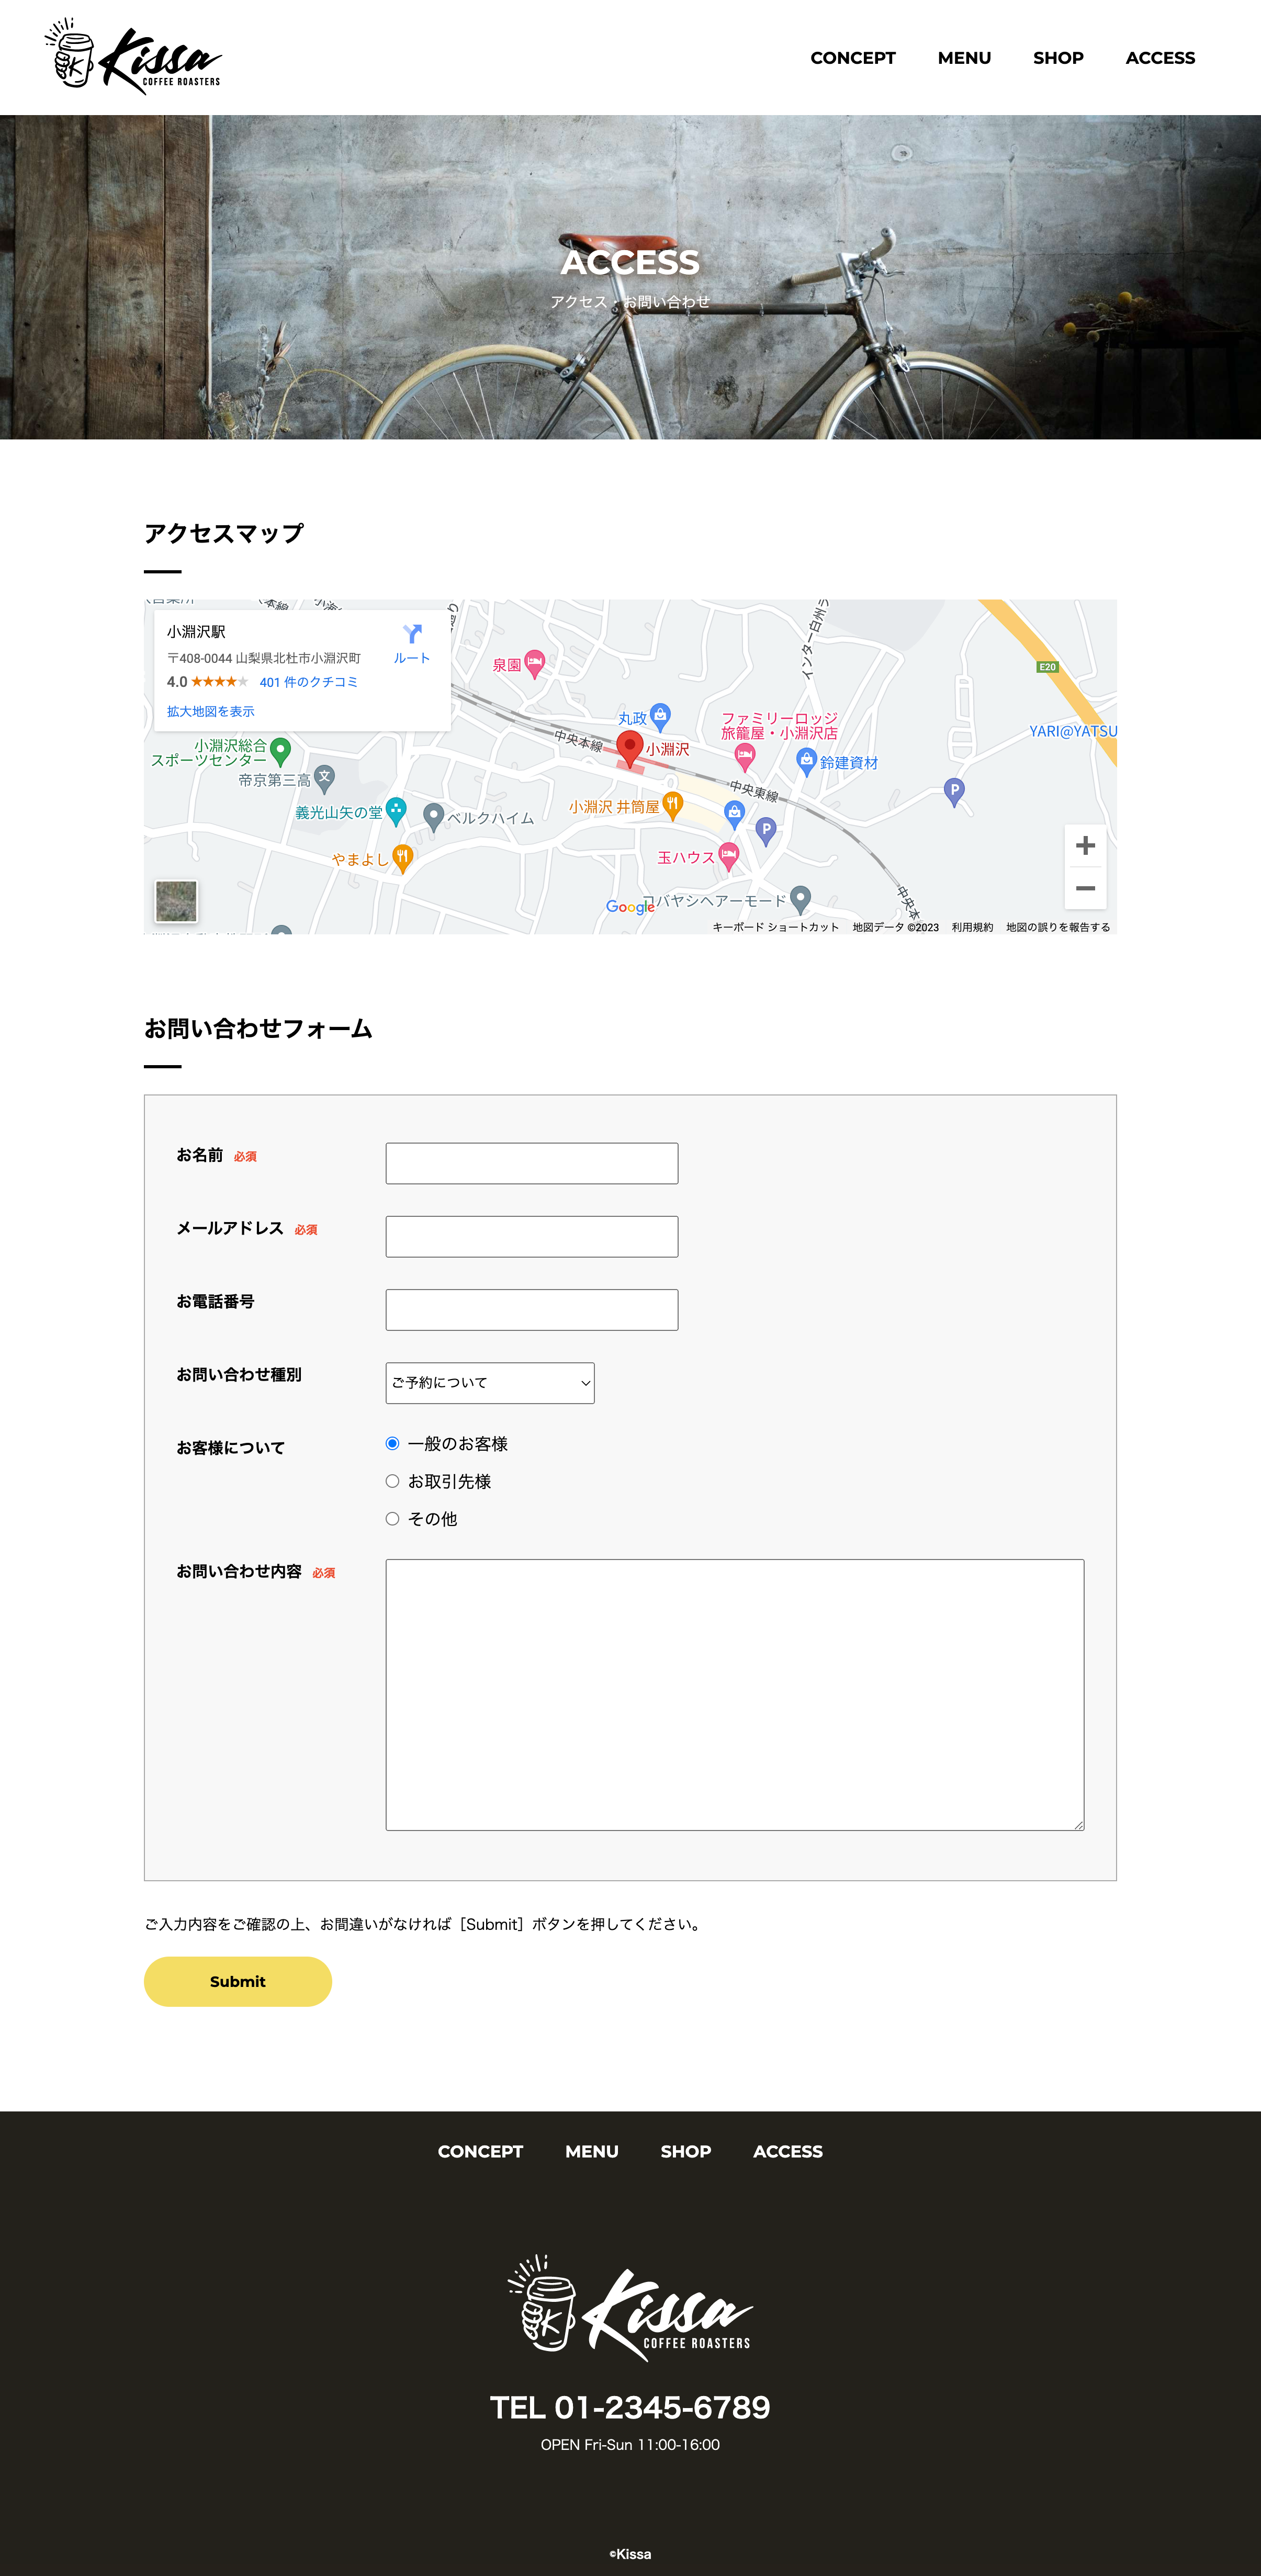 Kissa
COFFEE ROASTERS
CONCEPT MENU SHOP ACCESS
ACCESS
アクセス・お問い合わせ
アクセスマップ
小淵沢駅
〒408-0044 山梨県北杜市小淵沢町
4.0 ★★★★★ 401 件のクチコミ
拡大地図を表示
ルート
泉園
丸政
小淵沢
中央本線
ファミリーロッジ
旅籠屋・小淵沢店
インター白州
E20
YARI@YATSU
小淵沢総合
スポーツセンター
帝京第三高
文
義光山矢の堂
ベルクハイム
小淵沢 井筒屋
中央東線
鈴建資材
P
P
やまよし
玉ハウス
コバヤシヘアーモード
中央本
Google
キーボード ショートカット 地図データ ©2023 利用規約 地図の誤りを報告する
お問い合わせフォーム
お名前 必須
メールアドレス 必須
お電話番号
お問い合わせ種別 ご予約について
お客様について 一般のお客様
お取引先様
その他
お問い合わせ内容 必須
ご入力内容をご確認の上、お間違いがなければ［Submit］ボタンを押してください。
Submit
CONCEPT MENU SHOP ACCESS
K
Kissa
COFFEE ROASTERS
TEL 01-2345-6789
OPEN Fri-Sun 11:00-16:00
©Kissa